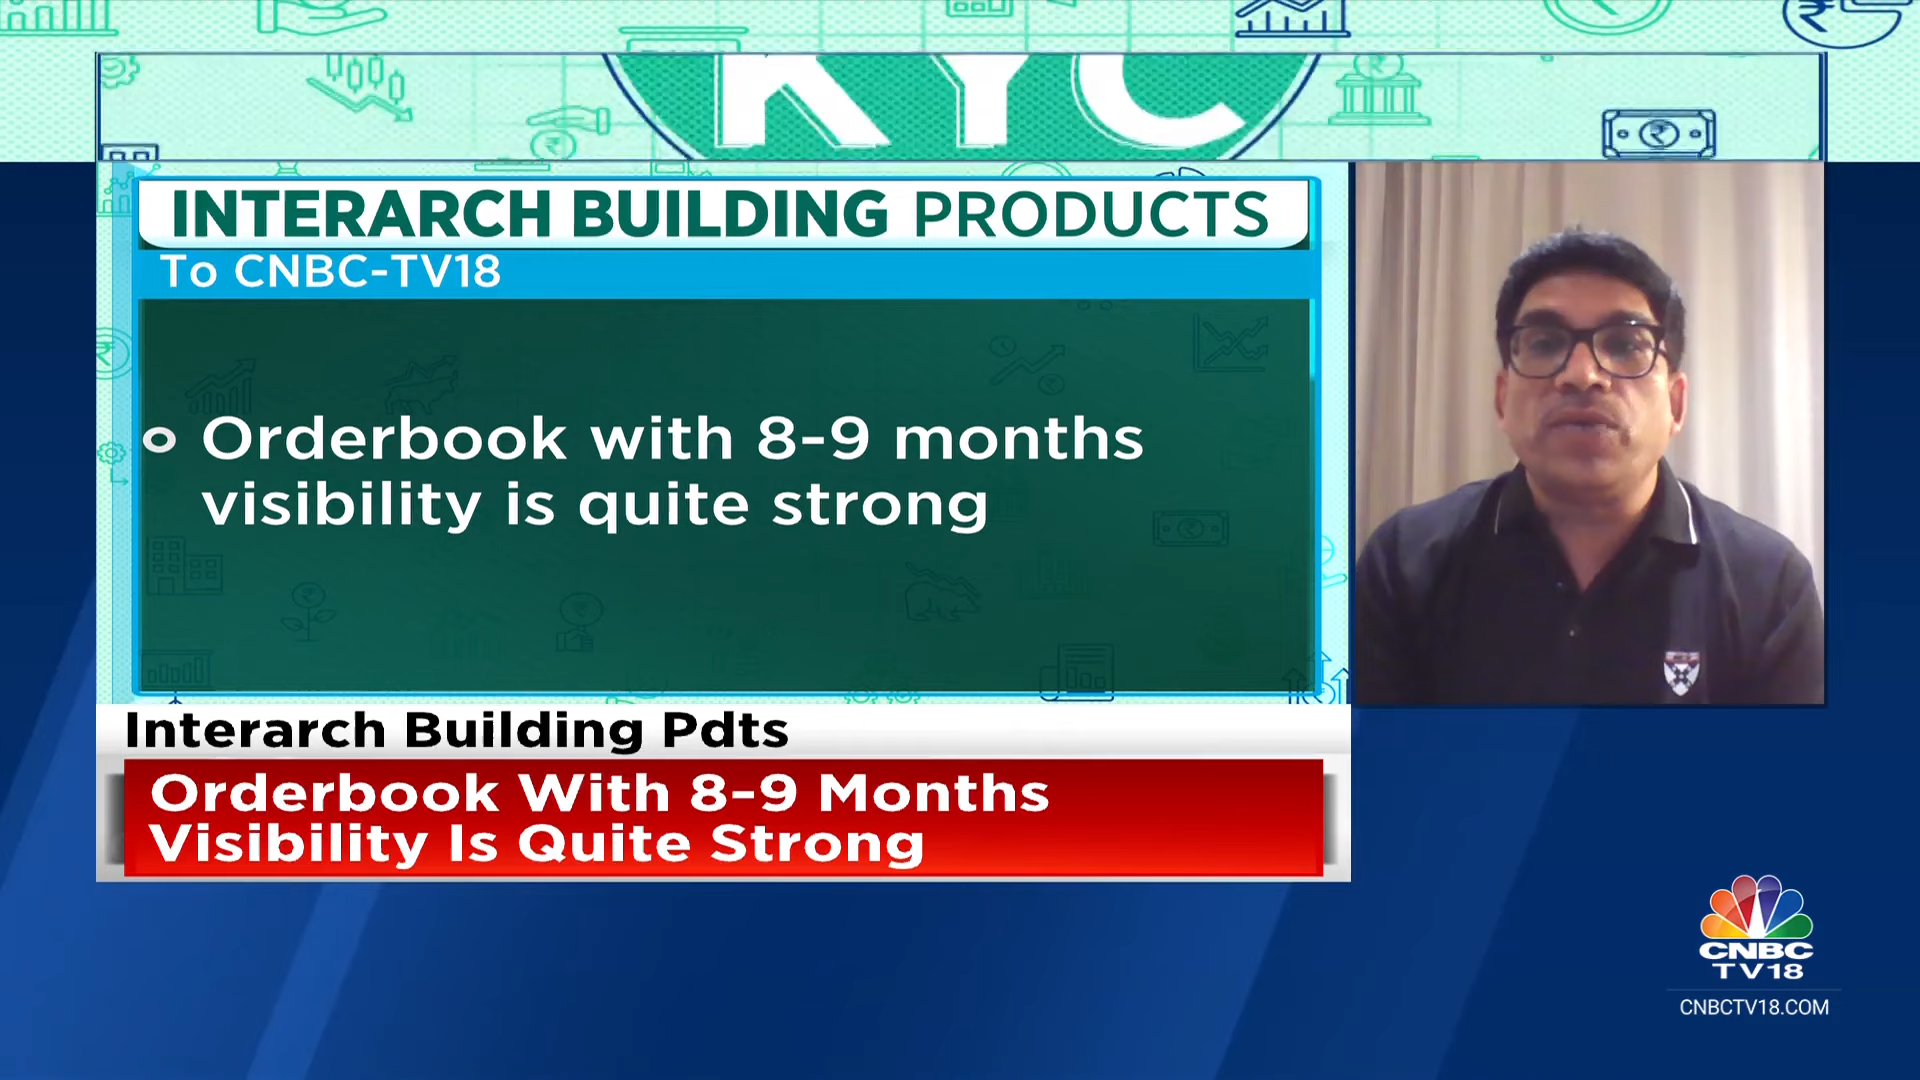 KYC
INTERARCH BUILDING PRODUCTS
To CNBC-TV18
Orderbook with 8-9 months
visibility is quite strong
Interarch Building Pdts
Orderbook With 8-9 Months
Visibility Is Quite Strong
CNBC
TV18
CNBCTV18.COM